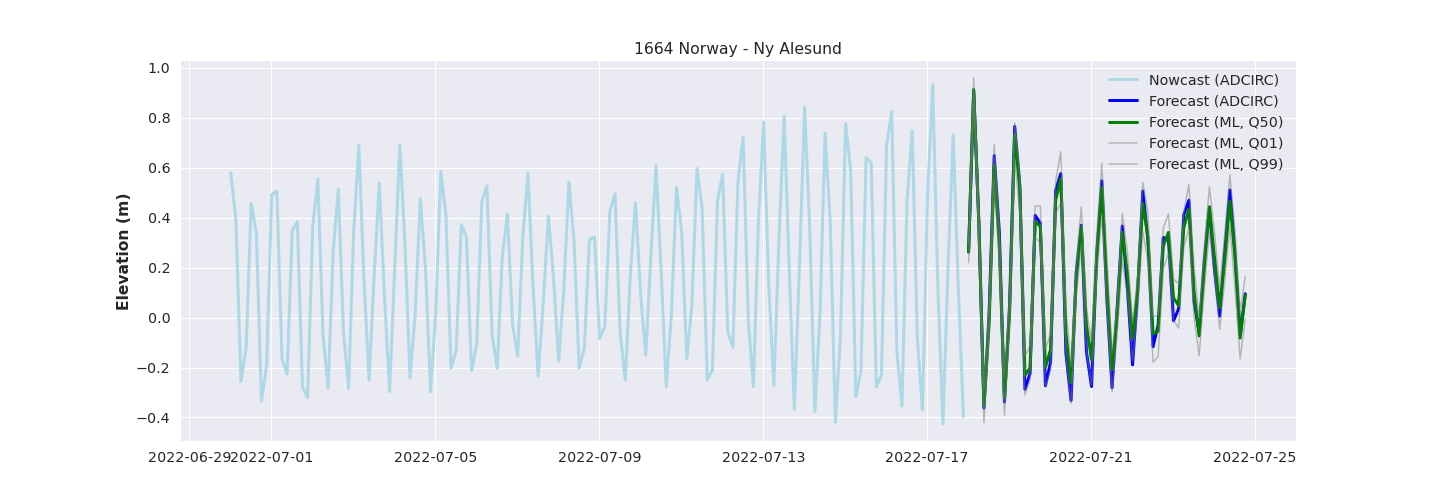 1664 Norway - Ny Alesund
Elevation (m)
1.0
0.8
0.6
0.4
0.2
0.0
−0.2
−0.4
2022-06-29
2022-07-01
2022-07-05
2022-07-09
2022-07-13
2022-07-17
2022-07-21
2022-07-25
Nowcast (ADCIRC)
Forecast (ADCIRC)
Forecast (ML, Q50)
Forecast (ML, Q01)
Forecast (ML, Q99)